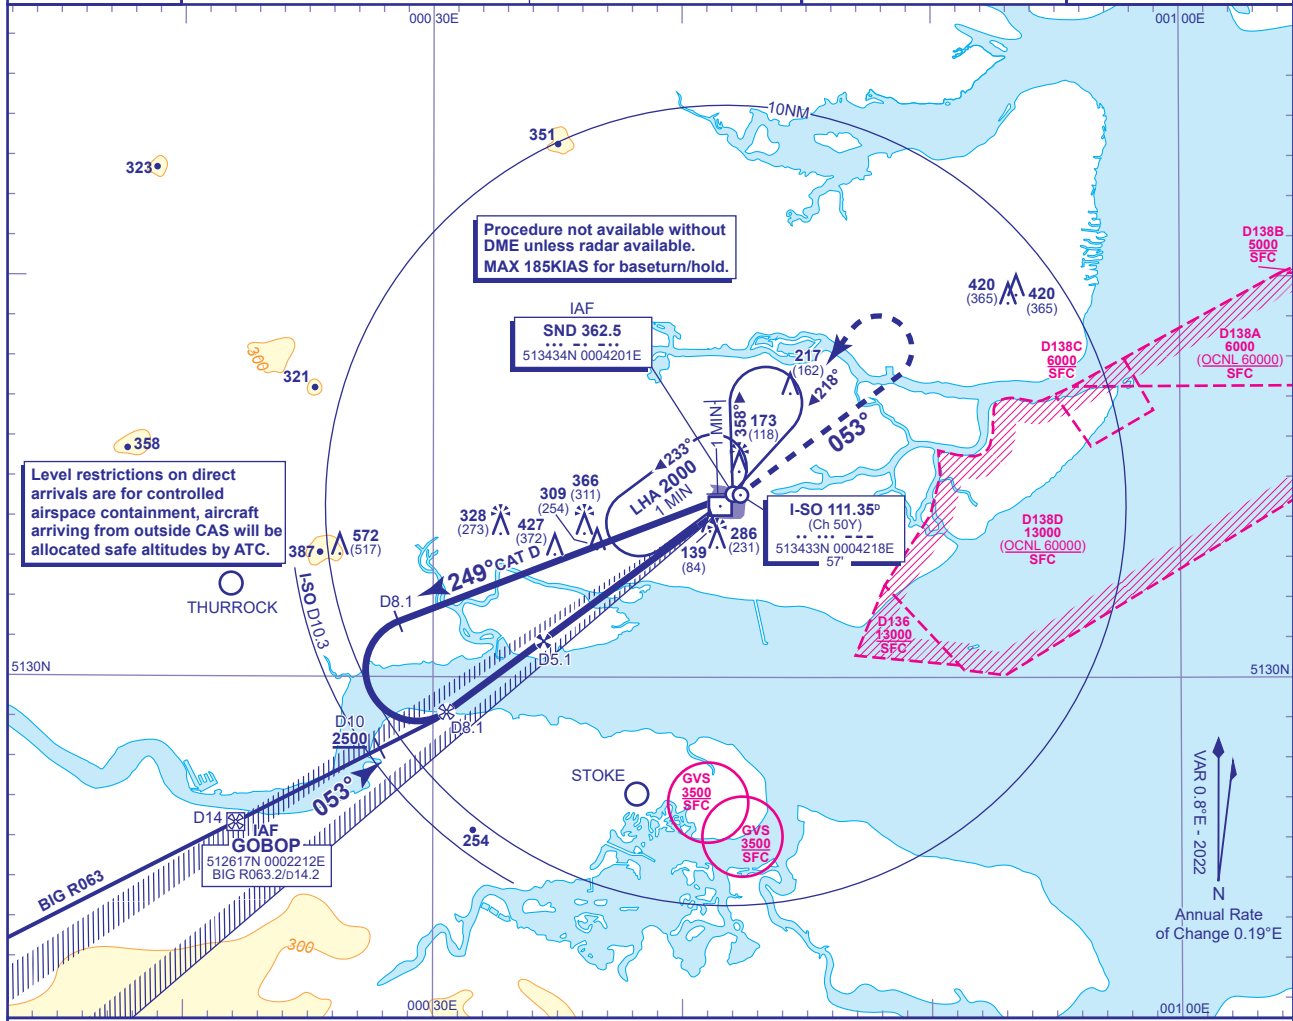 000 30E
001 00E
10NM
351
323
Procedure not available without
DME unless radar available.
MAX 185KIAS for baseturn/hold.
D138B
5000
SFC
420
(365)
420
(365)
IAF
SND 362.5
513434N 0004201E
D138C
6000
SFC
D138A
6000
(OCNL 60000)
SFC
217
(162)
218°
300
321
358
053°
1 MIN
358°
173
(118)
233°
LHA 2000
1 MIN
Level restrictions on direct
arrivals are for controlled
airspace containment, aircraft
arriving from outside CAS will be
allocated safe altitudes by ATC.
366
(311)
309
(254)
328
(273)
427
(372)
I-SO 111.35D
(Ch 50Y)
513433N 0004218E
57'
D138D
13000
(OCNL 60000)
SFC
286
(231)
139
(84)
387
572
(517)
249°
CAT D
THURROCK
I-SO D10.3
D8.1
D136
13000
SFC
D5.1
5130N
5130N
D10
2500
D8.1
053°
STOKE
GVS
3500
SFC
GVS
3500
SFC
VAR 0.8°E - 2022
D14
IAF
GOBOP
512617N 0002212E
BIG R063.2/D14.2
254
BIG R063
N
Annual Rate
of Change 0.19°E
300
000 30E
001 00E